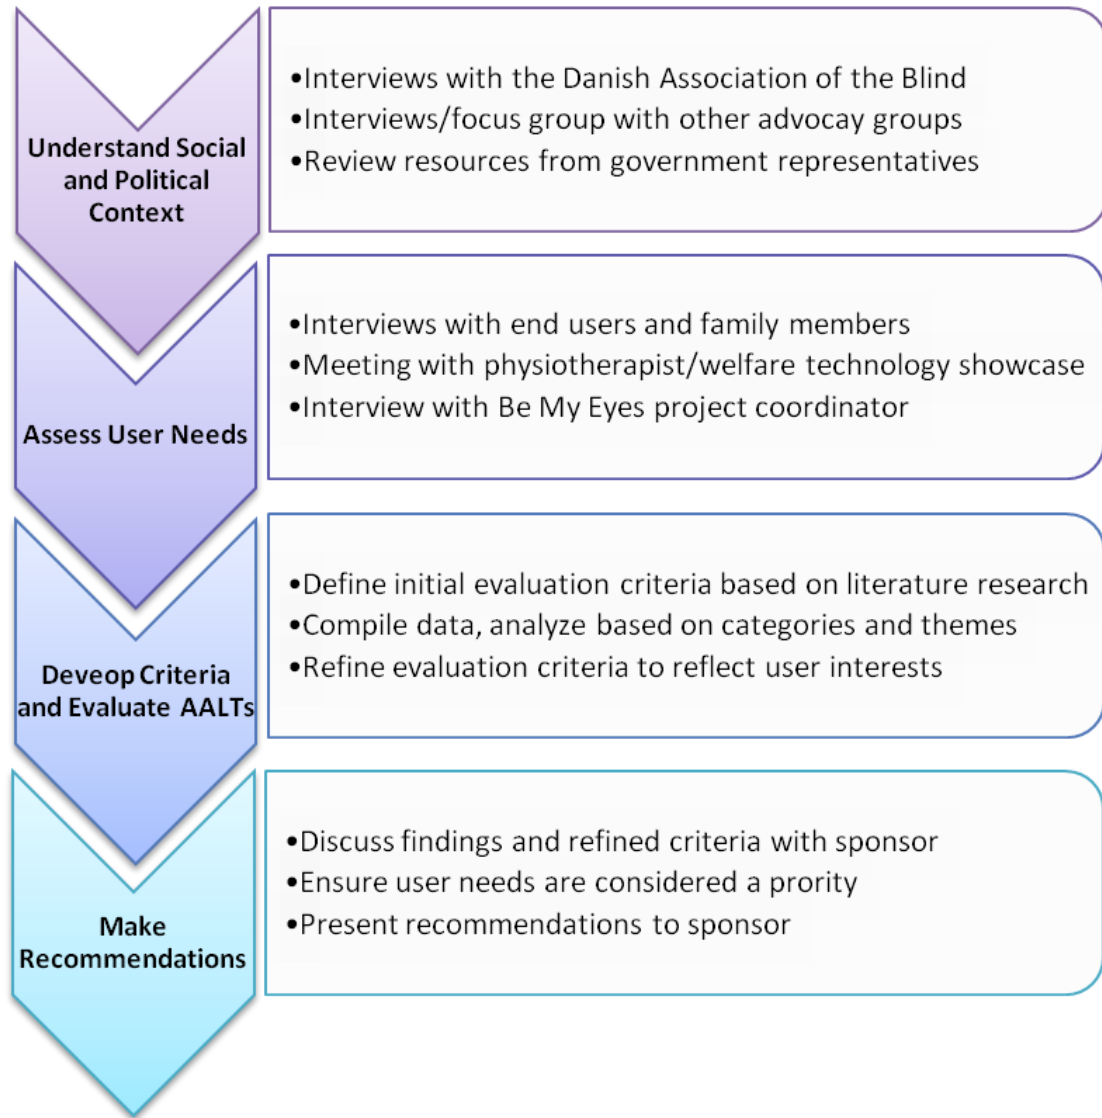 Understand Social
and Political
Context
•Interviews with the Danish Association of the Blind
•Interviews/focus group with other advocay groups
•Review resources from government representatives
Assess User Needs
•Interviews with end users and family members
•Meeting with physiotherapist/welfare technology showcase
•Interview with Be My Eyes project coordinator
Deveop Criteria
and Evaluate AALTs
•Define initial evaluation criteria based on literature research
•Compile data, analyze based on categories and themes
•Refine evaluation criteria to reflect user interests
Make
Recommendations
•Discuss findings and refined criteria with sponsor
•Ensure user needs are considered a prority
•Present recommendations to sponsor